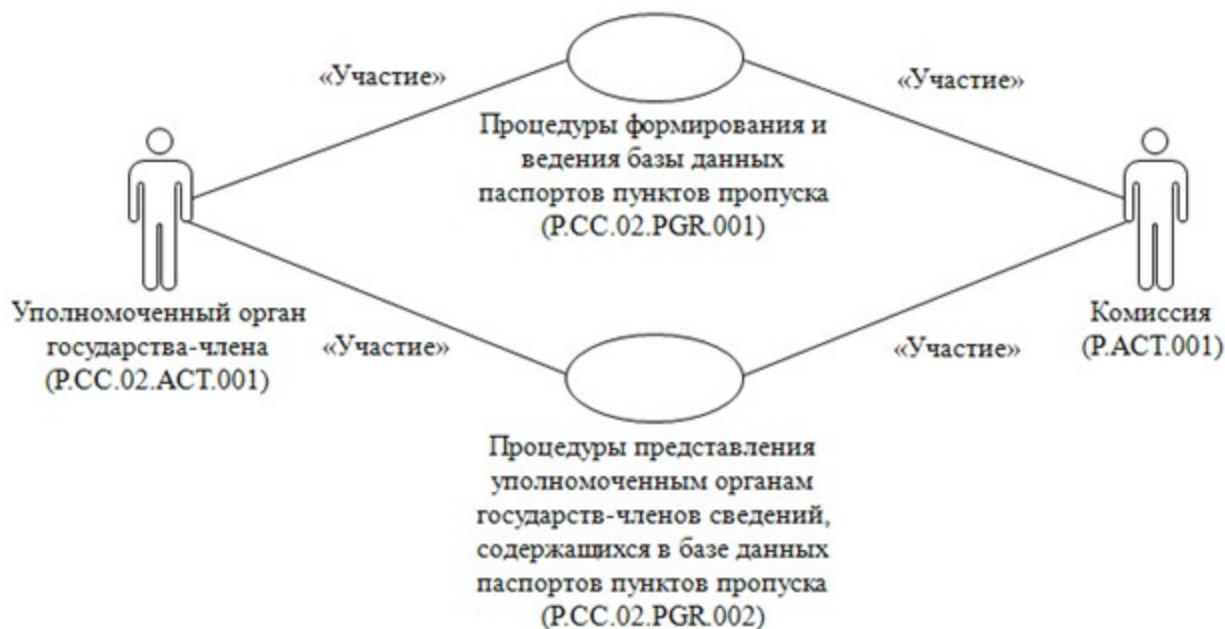 «Участие»
«Участие»
Процедуры формирования и
ведения базы данных
паспортов пунктов пропуска
(P.CC.02.PGR.001)
Уполномоченный орган
государства-члена
(P.CC.02.ACT.001)
Комиссия
(P.ACT.001)
«Участие»
«Участие»
Процедуры представления
уполномоченным органам
государств-членов сведений,
содержащихся в базе данных
паспортов пунктов пропуска
(P.CC.02.PGR.002)